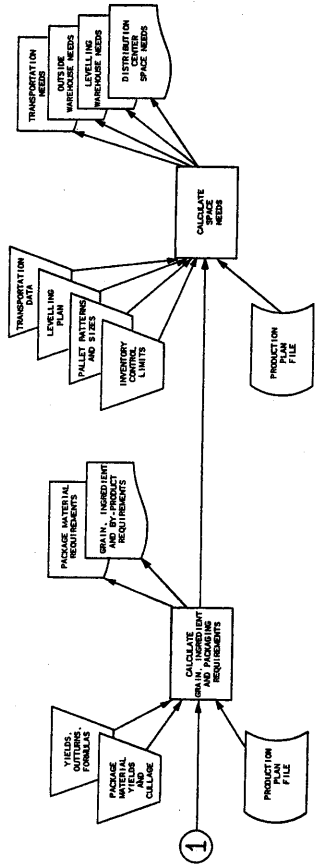 1
YIELDS,
OUTTURNS,
FORMULAS
PACKAGE
MATERIAL
YIELDS
AND
CULLAGE
PRODUCTION
PLAN
FILE
CALCULATE
GRAIN, INGREDIENT
AND PACKAGING
REQUIREMENTS
PACKAGE MATERIAL
REQUIREMENTS
GRAIN, INGREDIENT
AND BY-PRODUCT
REQUIREMENTS
TRANSPORTATION
DATA
LEVELLING
PLAN
PALLET PATTERNS
AND SIZES
INVENTORY
CONTROL
LIMITS
PRODUCTION
PLAN FILE
CALCULATE
SPACE
NEEDS
TRANSPORTATION
NEEDS
OUTSIDE
WAREHOUSE NEEDS
LEVELLING
WAREHOUSE NEEDS
DISTRIBUTION
CENTER
SPACE NEEDS